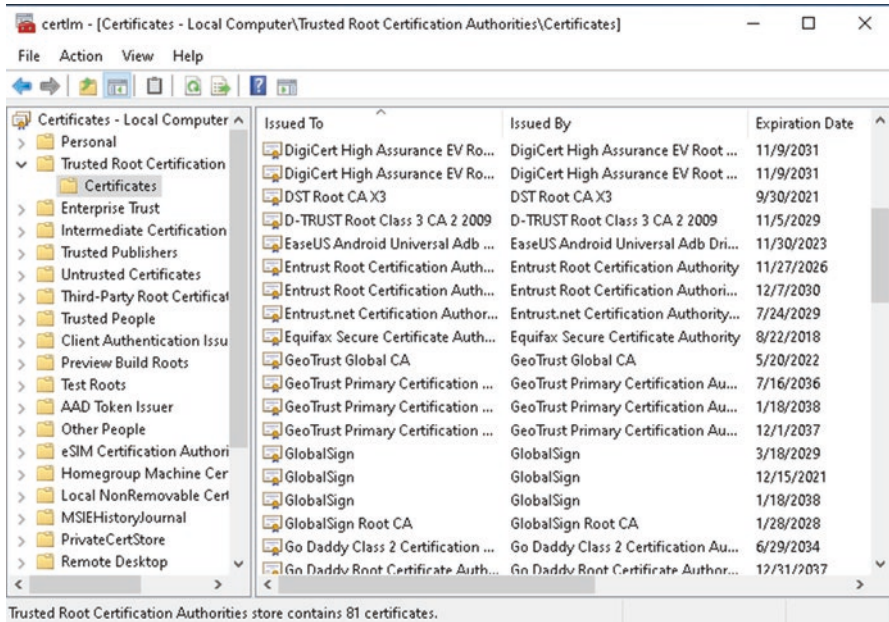 certlm - [Certificates - Local Computer\Trusted Root Certification Authorities\Certificates]
File Action View Help
Certificates - Local Computer
Personal
Trusted Root Certification
Certificates
Enterprise Trust
Intermediate Certification
Trusted Publishers
Untrusted Certificates
Third-Party Root Certificat
Trusted People
Client Authentication Issu
Preview Build Roots
Test Roots
AAD Token Issuer
Other People
eSIM Certification Authori
Homegroup Machine Cer
Local NonRemovable Cert
MSIEHistoryJournal
PrivateCertStore
Remote Desktop
Issued To Issued By Expiration Date
DigiCert High Assurance EV Ro... DigiCert High Assurance EV Root ... 11/9/2031
DigiCert High Assurance EV Ro... DigiCert High Assurance EV Root ... 11/9/2031
DST Root CA X3 DST Root CA X3 9/30/2021
D-TRUST Root Class 3 CA 2 2009 D-TRUST Root Class 3 CA 2 2009 11/5/2029
EaseUS Android Universal Adb ... EaseUS Android Universal Adb Dri... 11/30/2023
Entrust Root Certification Auth... Entrust Root Certification Authority 11/27/2026
Entrust Root Certification Auth... Entrust Root Certification Authori... 12/7/2030
Entrust.net Certification Author... Entrust.net Certification Authority... 7/24/2029
Equifax Secure Certificate Auth... Equifax Secure Certificate Authority 8/22/2018
GeoTrust Global CA GeoTrust Global CA 5/20/2022
GeoTrust Primary Certification ... GeoTrust Primary Certification Au... 7/16/2036
GeoTrust Primary Certification ... GeoTrust Primary Certification Au... 1/18/2038
GeoTrust Primary Certification ... GeoTrust Primary Certification Au... 12/1/2037
GlobalSign GlobalSign 3/18/2029
GlobalSign GlobalSign 12/15/2021
GlobalSign GlobalSign 1/18/2038
GlobalSign Root CA GlobalSign Root CA 1/28/2028
Go Daddy Class 2 Certification ... Go Daddy Class 2 Certification Au... 6/29/2034
Go Daddy Root Certificate Auth... Go Daddy Root Certificate Author... 12/31/2037
Trusted Root Certification Authorities store contains 81 certificates.